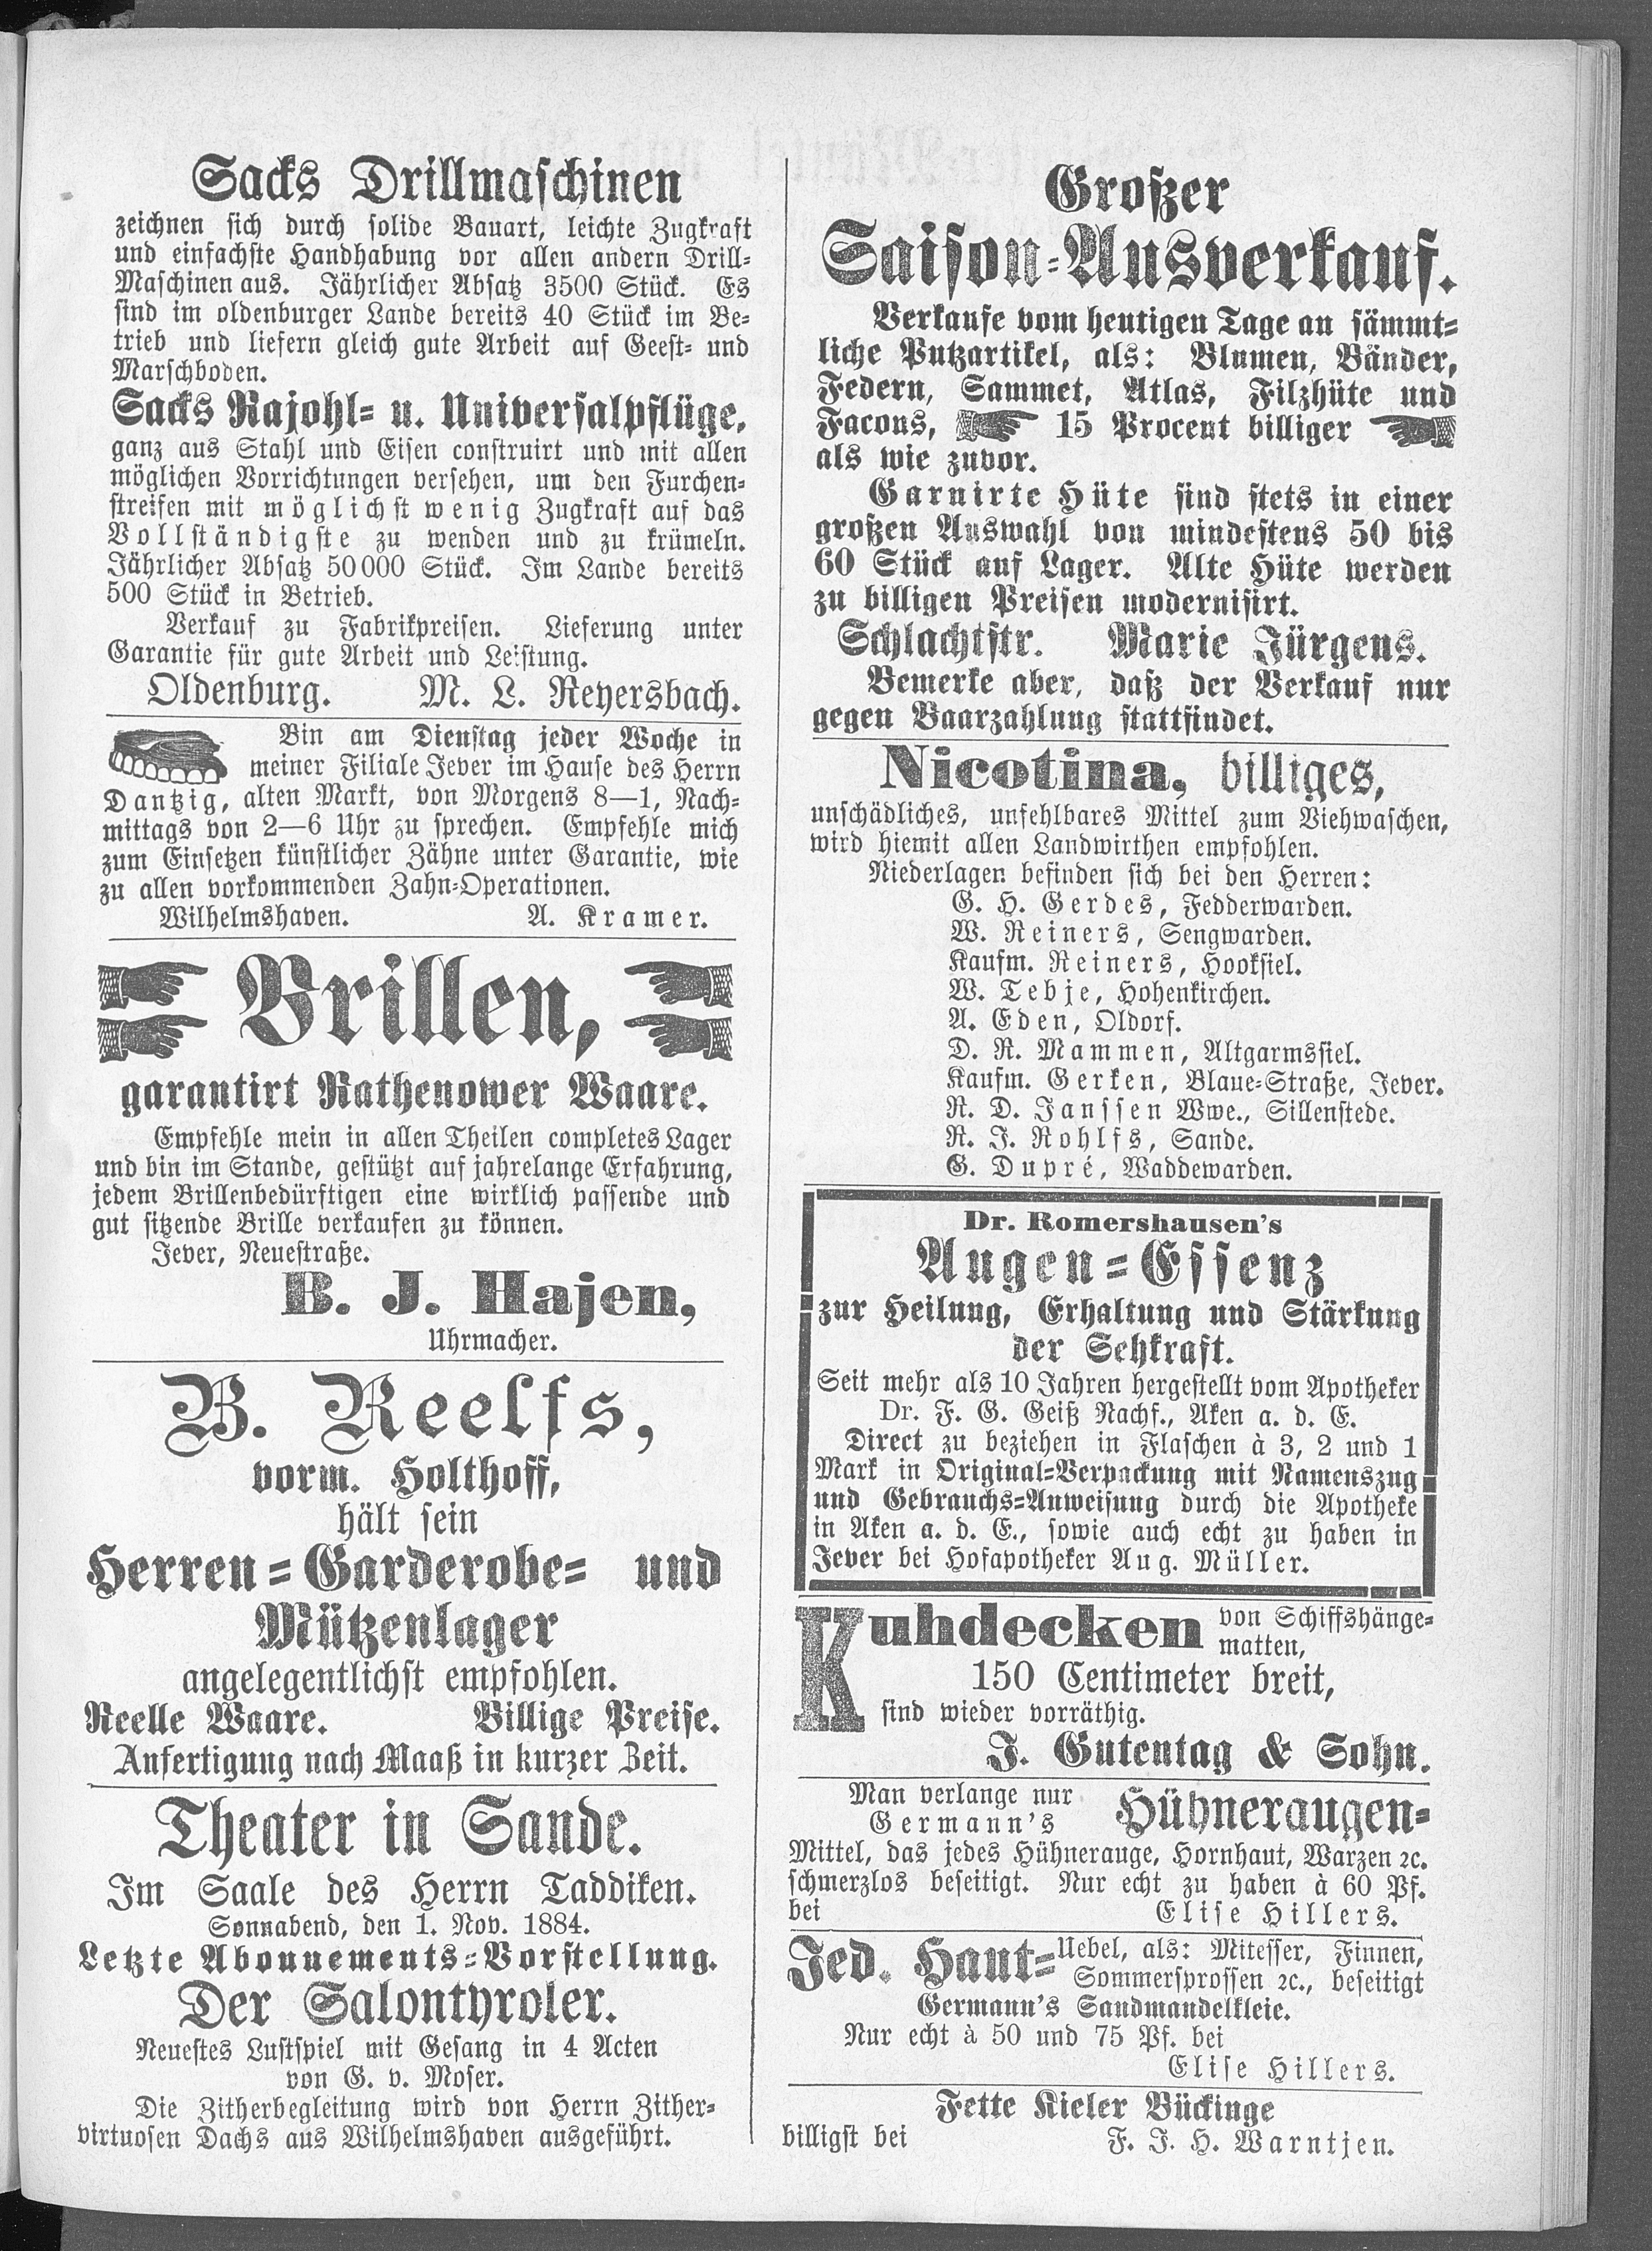 Sacks Drillmaschinen
zeichnen sich durch solide Bauart, leichte Zugkraft
und einfachste Handhabung vor allen andern Drill-
Maschinen aus. Jährlicher Absatz 3500 Stück. Es
sind im oldenburger Lande bereits 40 Stück im Be-
trieb und liefern gleich gute Arbeit auf Geest- und
Marschboden.
Sacks Rajohl- u. Universalpflüge,
ganz aus Stahl und Eisen construirt und mit allen
möglichen Vorrichtungen versehen, um den Furchen-
streifen mit möglichst wenig Zugkraft auf das
Vollständigste zu wenden und zu krümeln.
Jährlicher Absatz 50000 Stück. Im Lande bereits
500 Stück in Betrieb.
Verkauf zu Fabrikpreisen. Lieferung unter
Garantie für gute Arbeit und Leistung.
Oldenburg. M. L. Reyersbach.
Bin am Dienstag jeder Woche in
meiner Filiale Jever im Hause des Herrn
Dantzig, alten Markt, von Morgens 8—1, Nach-
mittags von 2—6 Uhr zu sprechen. Empfehle mich
zum Einsetzen künstlicher Zähne unter Garantie, wie
zu allen vorkommenden Zahn-Operationen.
Wilhelmshaven. A. Kramer.
Brillen,
garantirt Rathenower Waare.
Empfehle mein in allen Theilen completes Lager
und bin im Stande, gestützt auf jahrelange Erfahrung,
jedem Brillenbedürftigen eine wirklich passende und
gut sitzende Brille verkaufen zu können.
Jever, Neuestraße.
B. J. Hajen,
Uhrmacher.
B. Reelfs,
vorm. Holthoff,
hält sein
Herren-Garderobe- und
Mützenlager
angelegentlichst empfohlen.
Reelle Waare. Billige Preise.
Anfertigung nach Maaß in kurzer Zeit.
Theater in Sande.
Im Saale des Herrn Taddiken.
Sonnabend, den 1. Nov. 1884.
Letzte Abonnements-Vorstellung.
Der Salontyroler.
Neuestes Lustspiel mit Gesang in 4 Acten
von G. v. Moser.
Die Zitherbegleitung wird von Herrn Zither-
virtuosen Dachs aus Wilhelmshaven ausgeführt.
Großer
Saison-Ausverkauf.
Verkaufe vom heutigen Tage an sämmt-
liche Putzartikel, als: Blumen, Bänder,
Federn, Sammet, Atlas, Filzhüte und
Facons, 15 Procent billiger
als wie zuvor.
Garnirte Hüte sind stets in einer
großen Auswahl von mindestens 50 bis
60 Stück auf Lager. Alte Hüte werden
zu billigen Preisen modernisirt.
Schlachtstr. Marie Jürgens.
Bemerke aber, daß der Verkauf nur
gegen Baarzahlung stattfindet.
Nicotina, billiges,
unschädliches, unfehlbares Mittel zum Viehwaschen,
wird hiemit allen Landwirthen empfohlen.
Niederlagen befinden sich bei den Herren:
G. H. Gerdes, Fedderwarden.
W. Reiners, Sengwarden.
Kaufm. Reiners, Hooksiel.
W. Tebje, Hohenkirchen.
A. Eden, Oldorf.
D. R. Mammen, Altgarmssiel.
Kaufm. Gerken, Blaue-Straße, Jever.
R. D. Janssen Wwe., Sillenstede.
R. J. Rohlfs, Sande.
G. Dupré, Waddewarden.
Dr. Romershausen's
Augen-Essenz
zur Heilung, Erhaltung und Stärkung
der Sehkraft.
Seit mehr als 10 Jahren hergestellt vom Apotheker
Dr. F. G. Geiß Nachf., Aken a. d. E.
Direct zu beziehen in Flaschen à 3, 2 und 1
Mark in Original-Verpackung mit Namenszug
und Gebrauchs-Anweisung durch die Apotheke
in Aken a. d. E., sowie auch echt zu haben in
Jever bei Hofapotheker Aug. Müller.
Kuhdecken von Schiffshänge-
matten,
150 Centimeter breit,
sind wieder vorräthig.
J. Gutentag & Sohn.
Man verlange nur
Germann's Hühneraugen-
Mittel, das jedes Hühnerauge, Hornhaut, Warzen ꝛc.
schmerzlos beseitigt. Nur echt zu haben à 60 Pf.
bei Elise Hillers.
Jed. Haut-Uebel, als: Mitesser, Finnen,
Sommersprossen ꝛc., beseitigt
Germann's Sandmandelkleie.
Nur echt à 50 und 75 Pf. bei
Elise Hillers.
Fette Kieler Bückinge
billigst bei F. J. H. Warntjen.